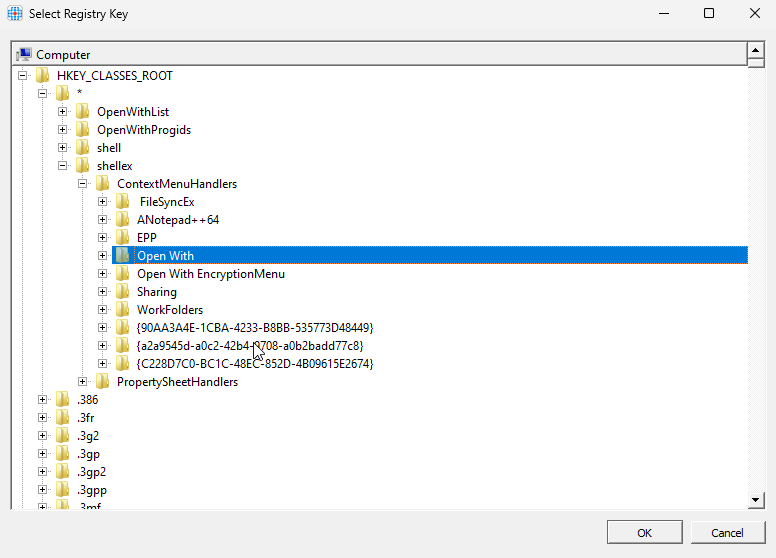 Select Registry Key
Computer
HKEY_CLASSES_ROOT
*
OpenWithList
OpenWithProgids
shell
shellex
ContextMenuHandlers
FileSyncEx
ANotepad++64
EPP
Open With
Open With EncryptionMenu
Sharing
WorkFolders
{90AA3A4E-1CBA-4233-B8BB-535773D48449}
{a2a9545d-a0c2-42b4-9708-a0b2badd77c8}
{C228D7C0-BC1C-48EC-852D-4B09615E2674}
PropertySheetHandlers
.386
.3fr
.3g2
.3gp
.3gp2
.3gpp
.3mf
OK Cancel